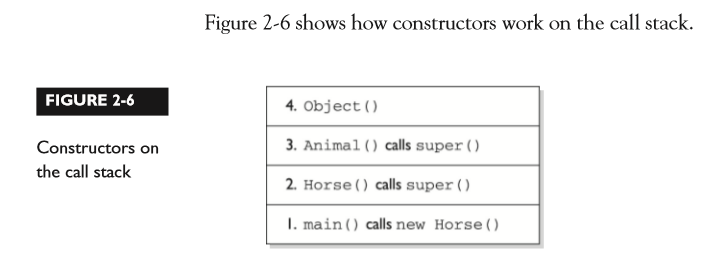 Figure 2-6 shows how constructors work on the call stack.
FIGURE 2-6
Constructors on
the call stack
4. Object()
3. Animal() calls super()
2. Horse() calls super()
1. main() calls new Horse()